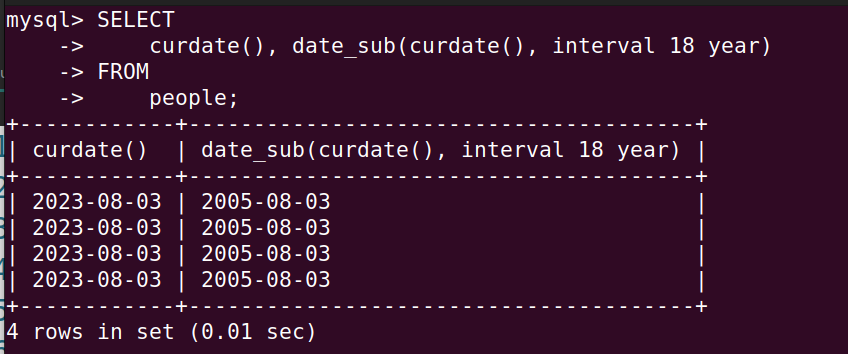 mysql> SELECT
    ->     curdate(), date_sub(curdate(), interval 18 year)
    -> FROM
    ->     people;
+------------+---------------------------------------+
| curdate()  | date_sub(curdate(), interval 18 year) |
+------------+---------------------------------------+
| 2023-08-03 | 2005-08-03                            |
| 2023-08-03 | 2005-08-03                            |
| 2023-08-03 | 2005-08-03                            |
| 2023-08-03 | 2005-08-03                            |
+------------+---------------------------------------+
4 rows in set (0.01 sec)